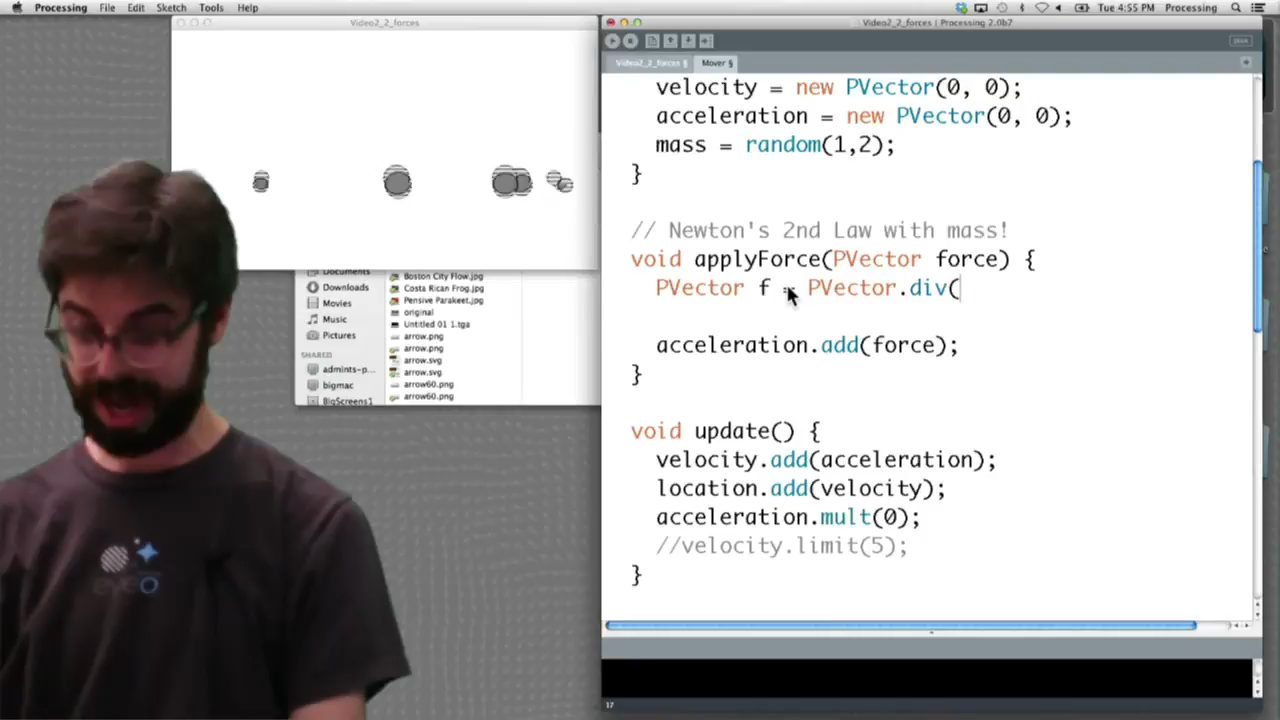 Processing File Edit Sketch Tools Help
Tue 4:55 PM Processing
Video2_2_forces
Video2_2_forces | Processing 2.0b7
Video2_2_forces § Mover §
velocity = new PVector(0, 0);
acceleration = new PVector(0, 0);
mass = random(1,2);
}
// Newton's 2nd Law with mass!
void applyForce(PVector force) {
PVector f = PVector.div(
acceleration.add(force);
}
void update() {
velocity.add(acceleration);
location.add(velocity);
acceleration.mult(0);
//velocity.limit(5);
}
17
Documents
Downloads
Movies
Music
Pictures
SHARED
admints-p...
bigmac
BigScreens1
Boston City Flow.jpg
Costa Rican Frog.jpg
Pensive Parakeet.jpg
original
Untitled 01 1.tga
arrow.png
arrow.png
arrow.svg
arrow.svg
arrow60.png
arrow60.png
eyeo